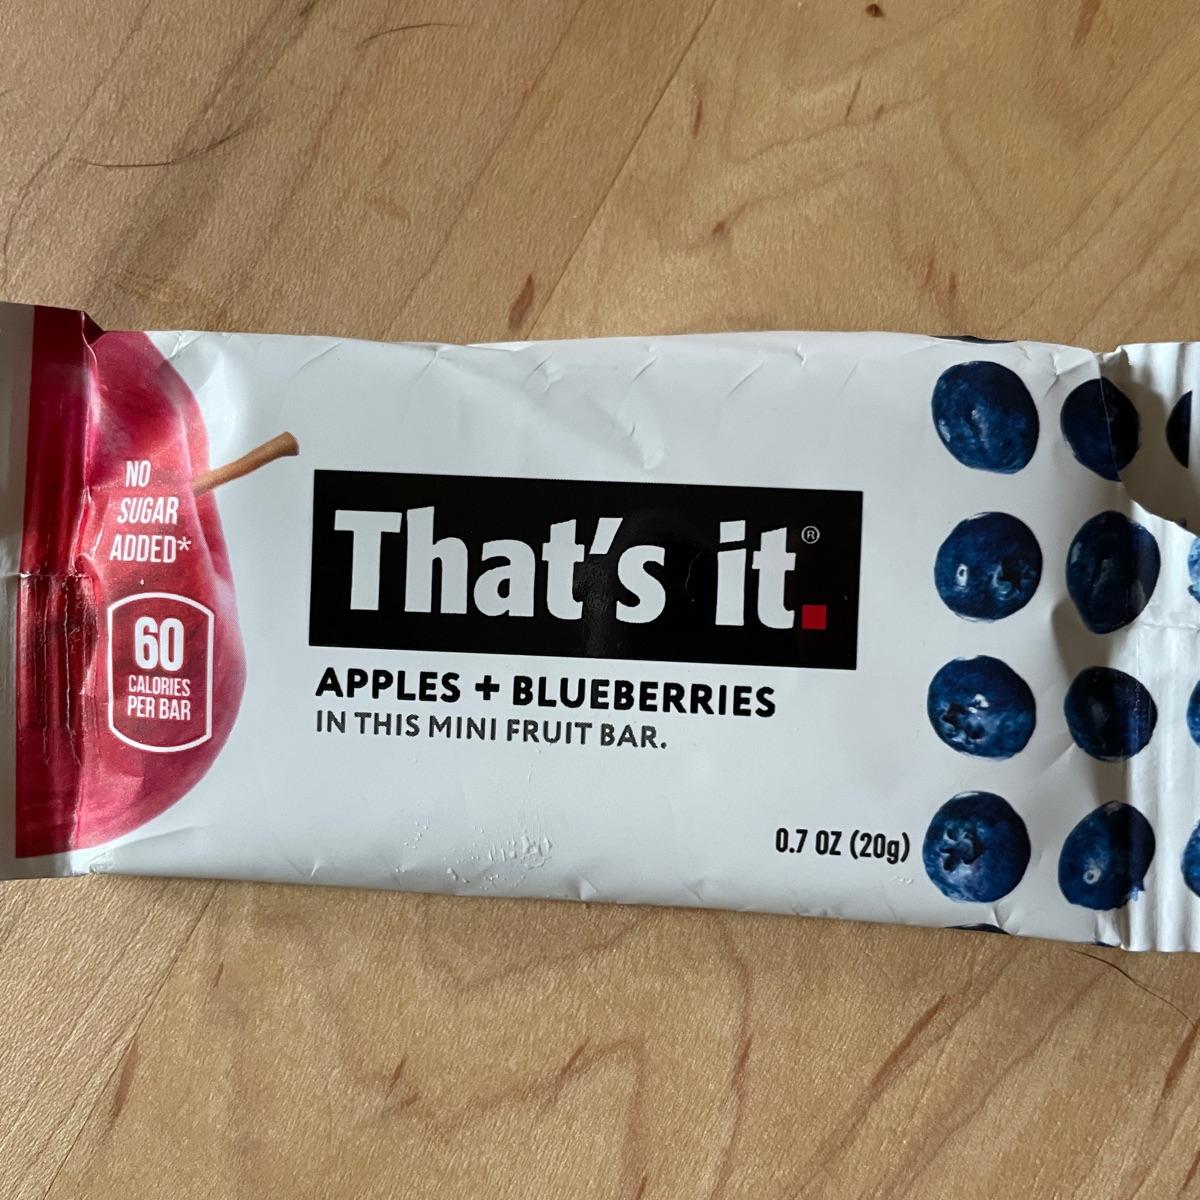 NO
SUGAR
ADDED*
60
CALORIES
PER BAR
That's it.®
APPLES + BLUEBERRIES
IN THIS MINI FRUIT BAR.
0.7 OZ (20g)